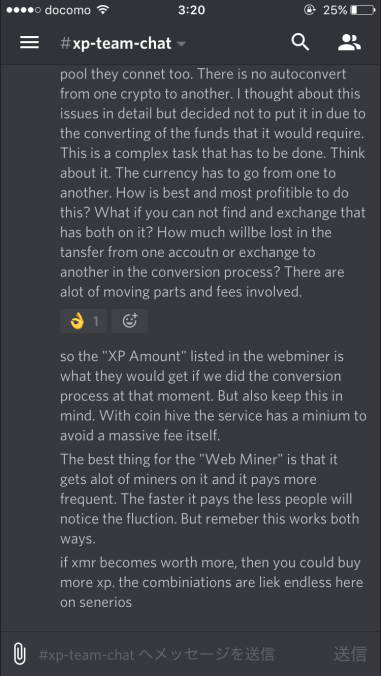 docomo
3:20
25%
#xp-team-chat
pool they connet too. There is no autoconvert
from one crypto to another. I thought about this
issues in detail but decided not to put it in due to
the converting of the funds that it would require.
This is a complex task that has to be done. Think
about it. The currency has to go from one to
another. How is best and most profitible to do
this? What if you can not find and exchange that
has both on it? How much willbe lost in the
tansfer from one accoutn or exchange to
another in the conversion process? There are
alot of moving parts and fees involved.
1
so the "XP Amount" listed in the webminer is
what they would get if we did the conversion
process at that moment. But also keep this in
mind. With coin hive the service has a minium to
avoid a massive fee itself.
The best thing for the "Web Miner" is that it
gets alot of miners on it and it pays more
frequent. The faster it pays the less people will
notice the fluction. But remeber this works both
ways.
if xmr becomes worth more, then you could buy
more xp. the combiniations are liek endless here
on senerios
#xp-team-chat へメッセージを送信
送信